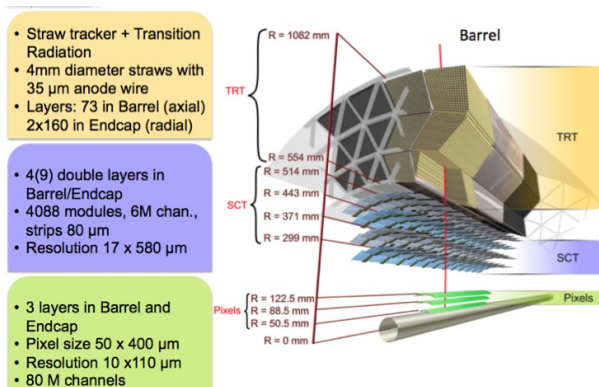 • Straw tracker + Transition
Radiation
• 4mm diameter straws with
35 μm anode wire
• Layers: 73 in Barrel (axial)
2x160 in Endcap (radial)
• 4(9) double layers in
Barrel/Endcap
• 4088 modules, 6M chan.,
strips 80 μm
• Resolution 17 x 580 μm
• 3 layers in Barrel and
Endcap
• Pixel size 50 x 400 μm
• Resolution 10 x110 μm
• 80 M channels
Barrel
R = 1082 mm
TRT
R = 554 mm
R = 514 mm
R = 443 mm
SCT
R = 371 mm
R = 299 mm
R = 122.5 mm
Pixels
R = 88.5 mm
R = 50.5 mm
R = 0 mm
TRT
SCT
Pixels